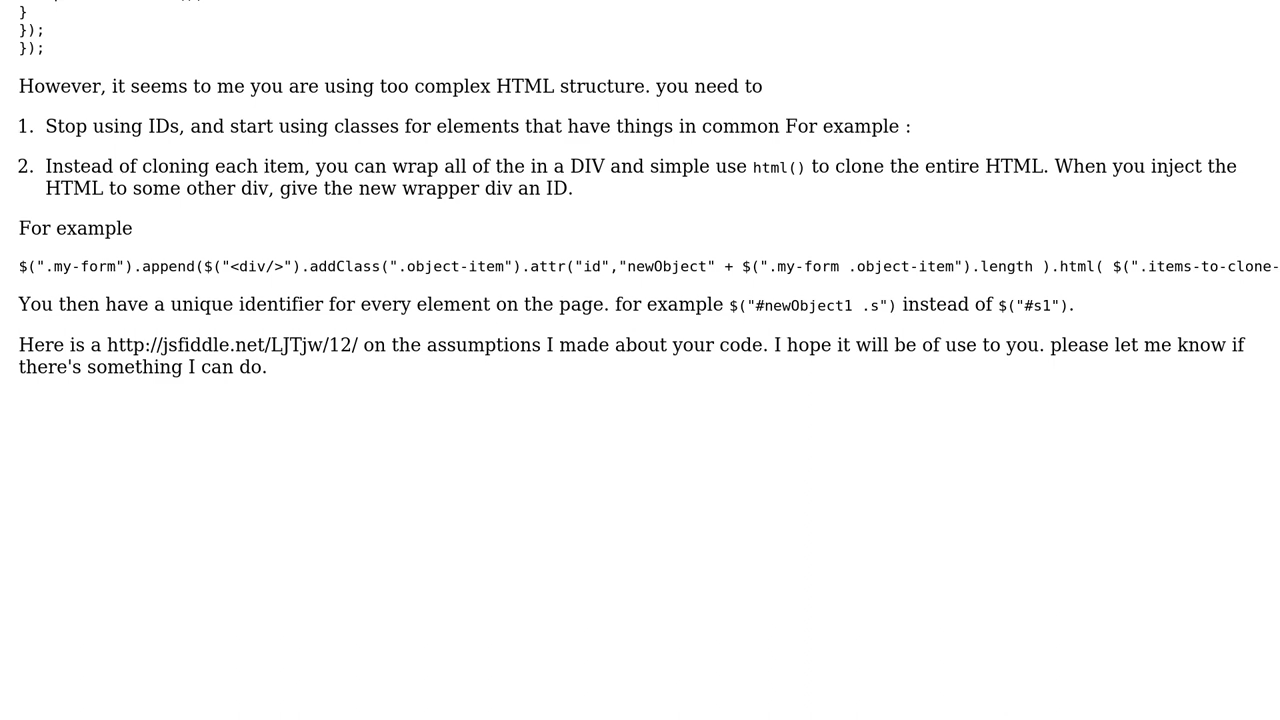 }
});
});
However, it seems to me you are using too complex HTML structure. you need to
1. Stop using IDs, and start using classes for elements that have things in common For example :
2. Instead of cloning each item, you can wrap all of the in a DIV and simple use html() to clone the entire HTML. When you inject the
HTML to some other div, give the new wrapper div an ID.
For example
$(".my-form").append($("<div/>").addClass(".object-item").attr("id","newObject" + $(".my-form .object-item").length ).html( $(".items-to-clone-
You then have a unique identifier for every element on the page. for example $("#newObject1 .s") instead of $("#s1").
Here is a http://jsfiddle.net/LJTjw/12/ on the assumptions I made about your code. I hope it will be of use to you. please let me know if
there's something I can do.